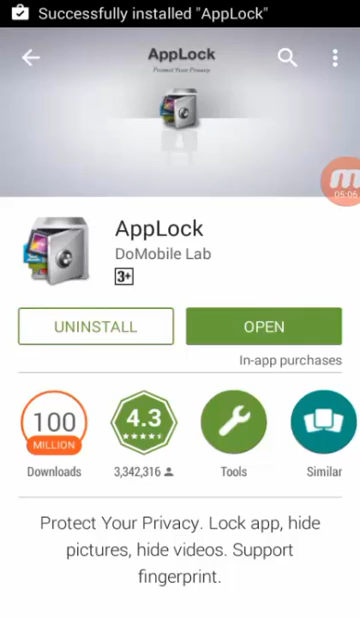 Successfully installed "AppLock"
AppLock
Protect Your Privacy
05:05
AppLock
DoMobile Lab
3+
UNINSTALL
OPEN
In-app purchases
100
MILLION
4.3
Downloads
3,342,316
Tools
Similar
Protect Your Privacy. Lock app, hide
pictures, hide videos. Support
fingerprint.